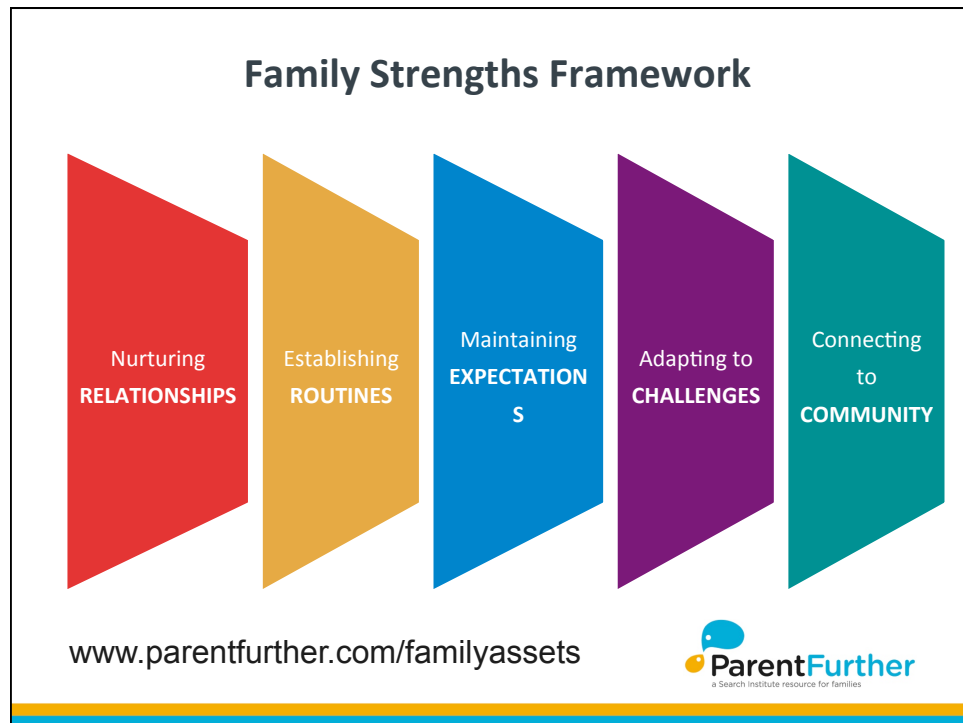 Family Strengths Framework
Nurturing
RELATIONSHIPS
Establishing
ROUTINES
Maintaining
EXPECTATION
S
Adapting to
CHALLENGES
Connecting
to
COMMUNITY
www.parentfurther.com/familyassets
ParentFurther
a Search Institute resource for families